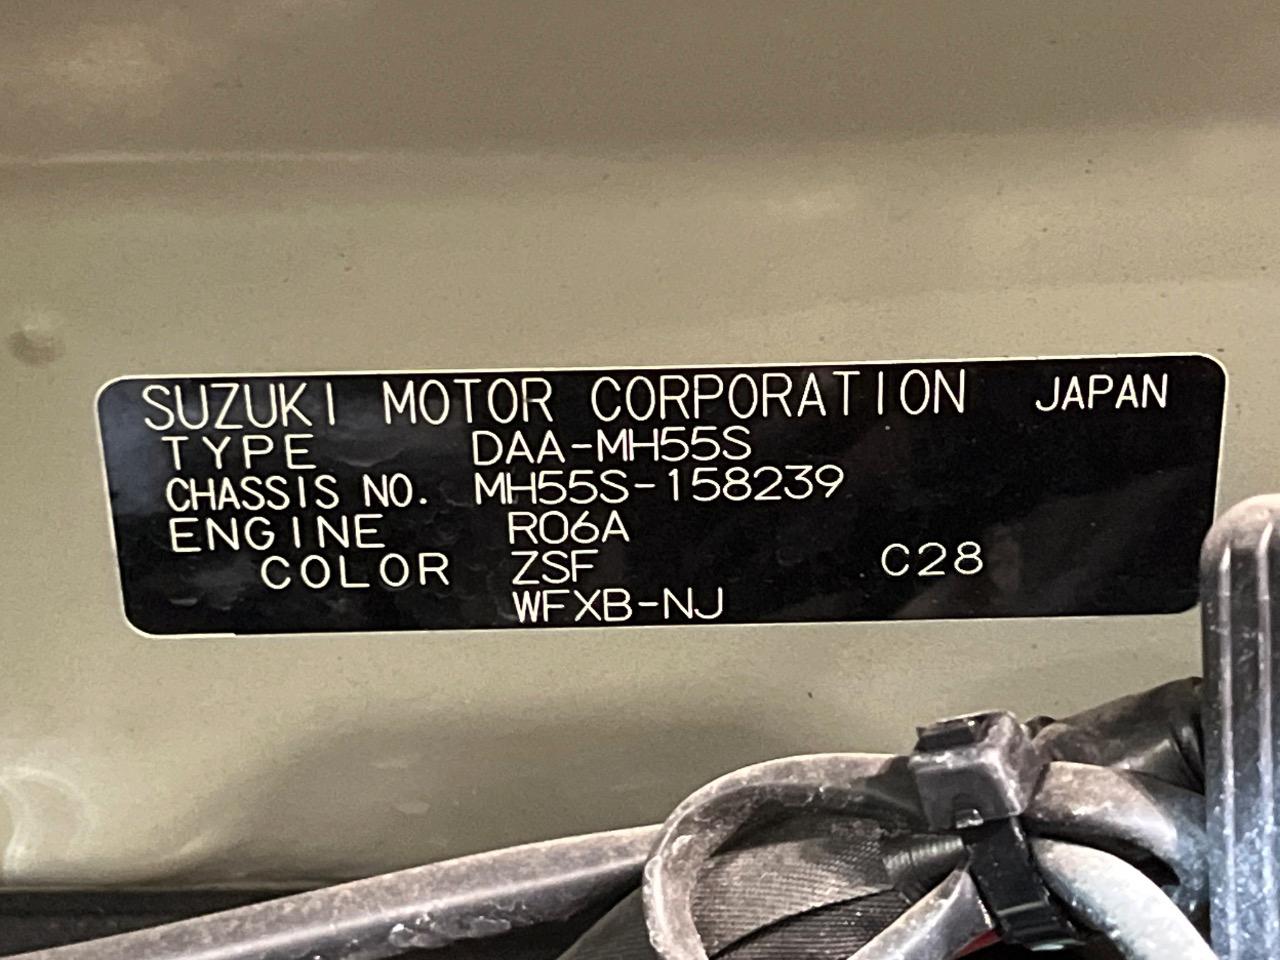 SUZUKI MOTOR CORPORATION JAPAN
TYPE DAA-MH55S
CHASSIS NO. MH55S-158239
ENGINE R06A
COLOR ZSF C28
WFXB-NJ